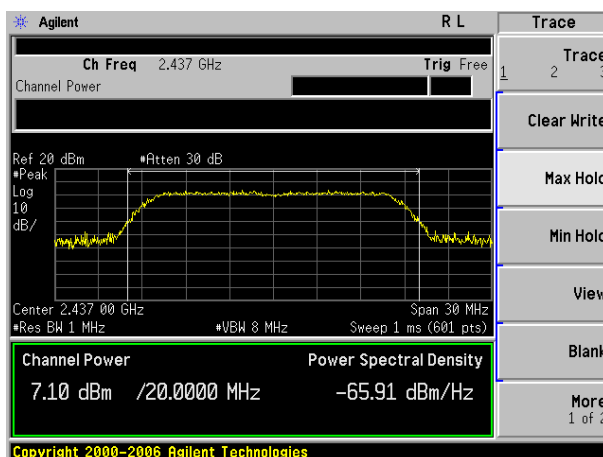 Agilent R L Trace
Ch Freq 2.437 GHz Trig Free
Channel Power
Trace
1 2 3
Clear Write
Max Hold
Min Hold
View
Blank
More
1 of 2
Ref 20 dBm #Atten 30 dB
#Peak
Log
10
dB/
Center 2.437 00 GHz Span 30 MHz
#Res BW 1 MHz #VBW 8 MHz Sweep 1 ms (601 pts)
Channel Power Power Spectral Density
7.10 dBm /20.0000 MHz -65.91 dBm/Hz
Copyright 2000-2006 Agilent Technologies